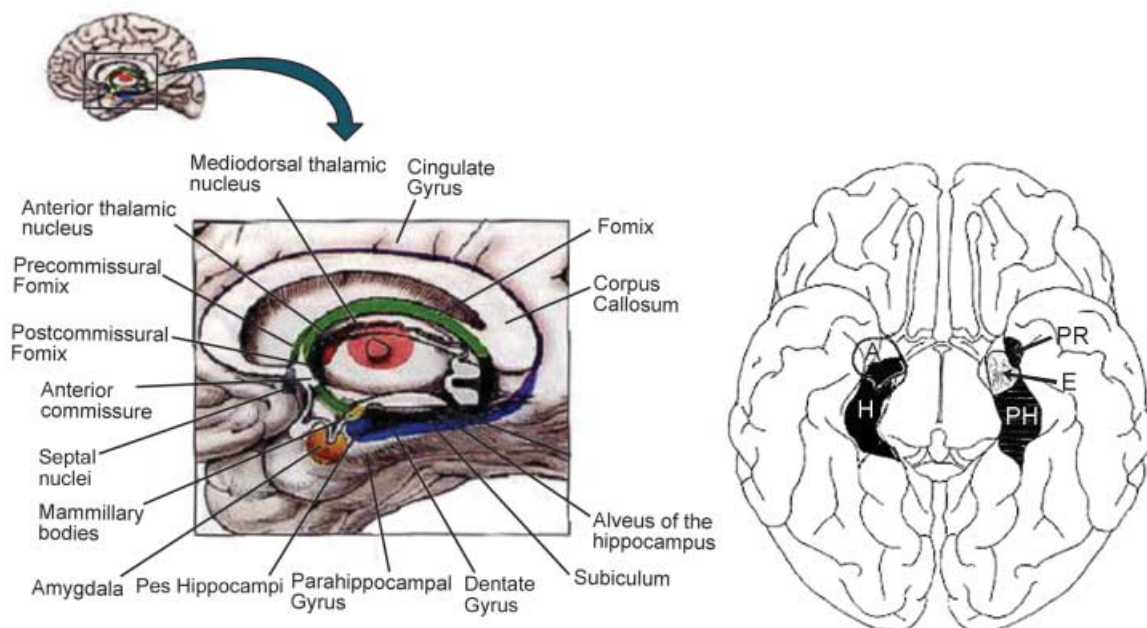 Mediodorsal thalamic
nucleus
Cingulate
Gyrus
Anterior thalamic
nucleus
Fomix
Precommissural
Fomix
Corpus
Callosum
Postcommissural
Fomix
Anterior
commissure
Septal
nuclei
Mammillary
bodies
Alveus of the
hippocampus
Amygdala
Pes Hippocampi
Parahippocampal
Gyrus
Dentate
Gyrus
Subiculum
A
H
PR
E
PH